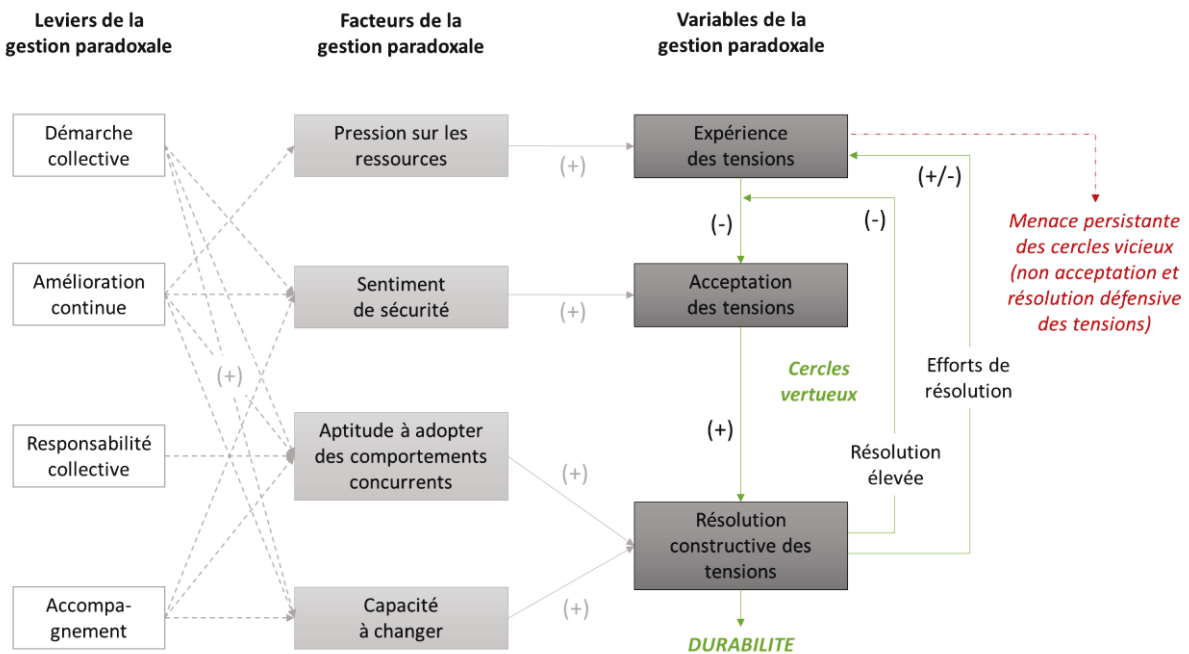 Leviers de la
gestion paradoxale
Facteurs de la
gestion paradoxale
Variables de la
gestion paradoxale
Démarche
collective
Pression sur les
ressources
(+)
Expérience
des tensions
(+/-)
(-)
(-)
Menace persistante
des cercles vicieux
(non acceptation et
résolution défensive
des tensions)
Amélioration
continue
Sentiment
de sécurité
(+)
Acceptation
des tensions
(+)
Cercles
vertueux
Efforts de
résolution
Responsabilité
collective
Aptitude à adopter
des comportements
concurrents
(+)
(+)
Résolution
élevée
Résolution
constructive des
tensions
Accompa-
gnement
Capacité
à changer
(+)
DURABILITE